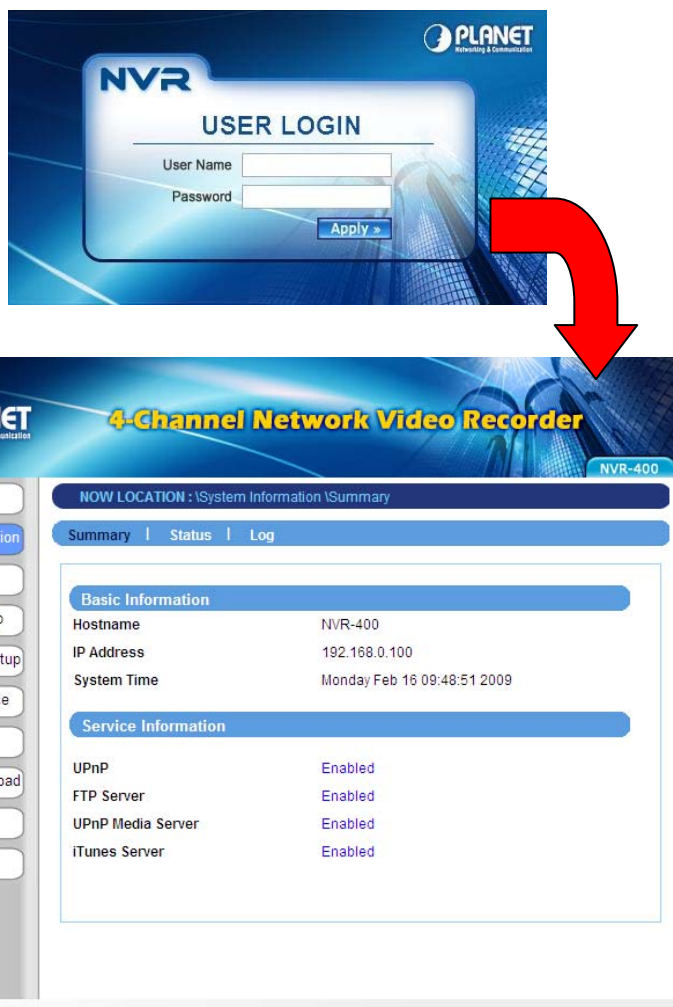 PLANET
Networking & Communication
NVR
USER LOGIN
User Name
Password
Apply »
4-Channel Network Video Recorder
NVR-400
NOW LOCATION : \System Information \Summary
Summary | Status | Log
Basic Information
Hostname NVR-400
IP Address 192.168.0.100
System Time Monday Feb 16 09:48:51 2009
Service Information
UPnP Enabled
FTP Server Enabled
UPnP Media Server Enabled
iTunes Server Enabled